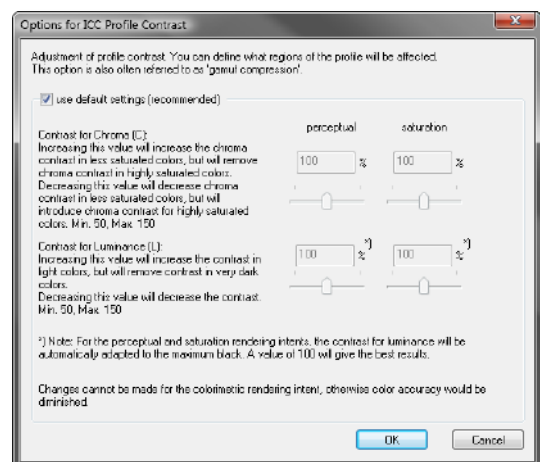 Options for ICC Profile Contrast
Adjustment of profile contrast. You can define what regions of the profile will be affected.
This option is also often referred to as 'gamut compression'.
use default settings (recommended)
perceptual saturation
Contrast for Chroma (C):
Increasing this value will increase the chroma
contrast in less saturated colors, but will remove
chroma contrast in highly saturated colors.
Decreasing this value will decrease chroma
contrast in less saturated colors, but will
introduce chroma contrast for highly saturated
colors. Min. 50, Max. 150
100 % 100 %
Contrast for Luminance (L):
Increasing this value will increase the contrast in
light colors, but will remove contrast in very dark
colors.
Decreasing this value will decrease the contrast.
Min. 50, Max. 150
100 % *) 100 % *)
*) Note: For the perceptual and saturation rendering intents, the contrast for luminance will be
automatically adapted to the maximum black. A value of 100 will give the best results.
Changes cannot be made for the colorimetric rendering intent, otherwise color accuracy would be
diminished.
OK Cancel